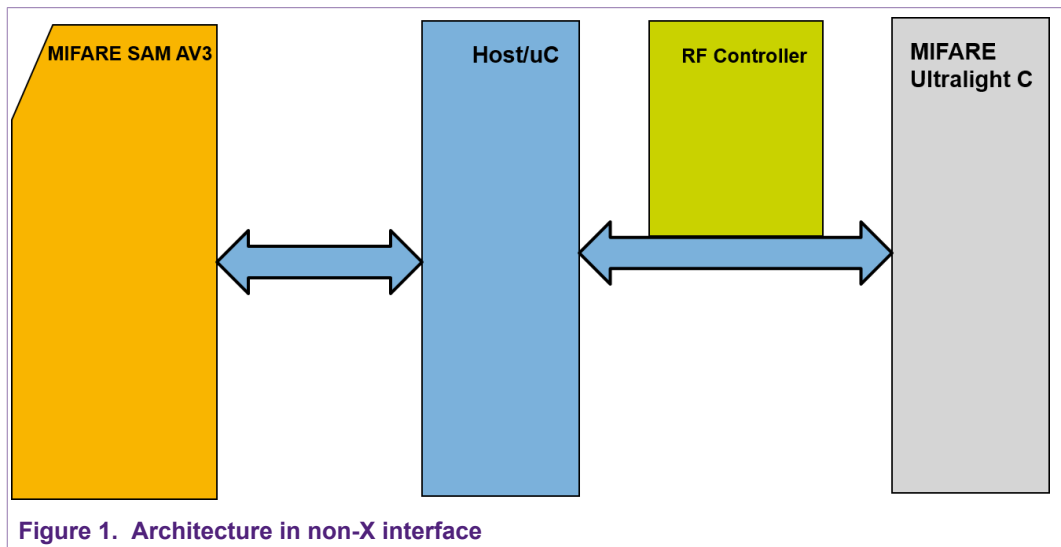 MIFARE SAM AV3
Host/uC
RF Controller
MIFARE
Ultralight C
Figure 1. Architecture in non-X interface